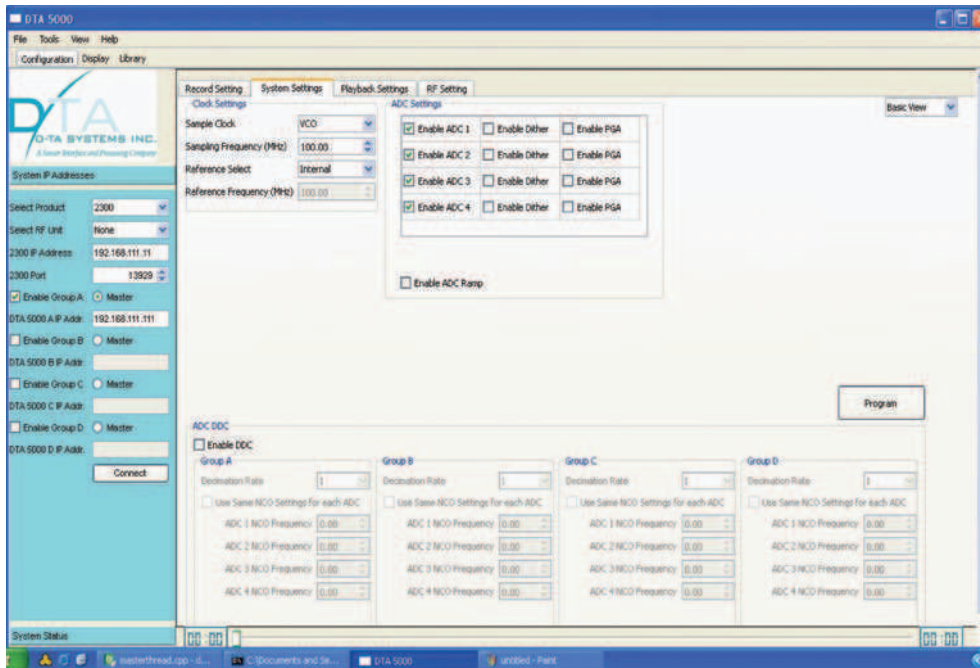 DTA 5000
File Tools View Help
Configuration Display Library
DTA
D-TA SYSTEMS INC.
A Sensor Interface and Processing Company
System IP Addresses
Select Product 2300
Select RF Unit None
2300 IP Address 192.168.111.11
2300 Port 13929
Enable Group A Master
DTA 5000 A IP Addr. 192.168.111.111
Enable Group B Master
DTA 5000 B IP Addr.
Enable Group C Master
DTA 5000 C IP Addr.
Enable Group D Master
DTA 5000 D IP Addr.
Connect
System Status
Record Setting System Settings Playback Settings RF Setting
Basic View
Clock Settings
Sample Clock VCO
Sampling Frequency (MHz) 100.00
Reference Select Internal
Reference Frequency (MHz) 100.00
ADC Settings
Enable ADC 1 Enable Dither Enable PGA
Enable ADC 2 Enable Dither Enable PGA
Enable ADC 3 Enable Dither Enable PGA
Enable ADC 4 Enable Dither Enable PGA
Enable ADC Ramp
Program
ADC DDC
Enable DDC
Group A
Decimation Rate 1
Use Same NCO Settings for each ADC
ADC 1 NCO Frequency 0.00
ADC 2 NCO Frequency 0.00
ADC 3 NCO Frequency 0.00
ADC 4 NCO Frequency 0.00
Group B
Decimation Rate 1
Use Same NCO Settings for each ADC
ADC 1 NCO Frequency 0.00
ADC 2 NCO Frequency 0.00
ADC 3 NCO Frequency 0.00
ADC 4 NCO Frequency 0.00
Group C
Decimation Rate 1
Use Same NCO Settings for each ADC
ADC 1 NCO Frequency 0.00
ADC 2 NCO Frequency 0.00
ADC 3 NCO Frequency 0.00
ADC 4 NCO Frequency 0.00
Group D
Decimation Rate 1
Use Same NCO Settings for each ADC
ADC 1 NCO Frequency 0.00
ADC 2 NCO Frequency 0.00
ADC 3 NCO Frequency 0.00
ADC 4 NCO Frequency 0.00
00:00 00:00
masterthread.cpp - d... C:\Documents and Se... DTA 5000 untitled - Paint